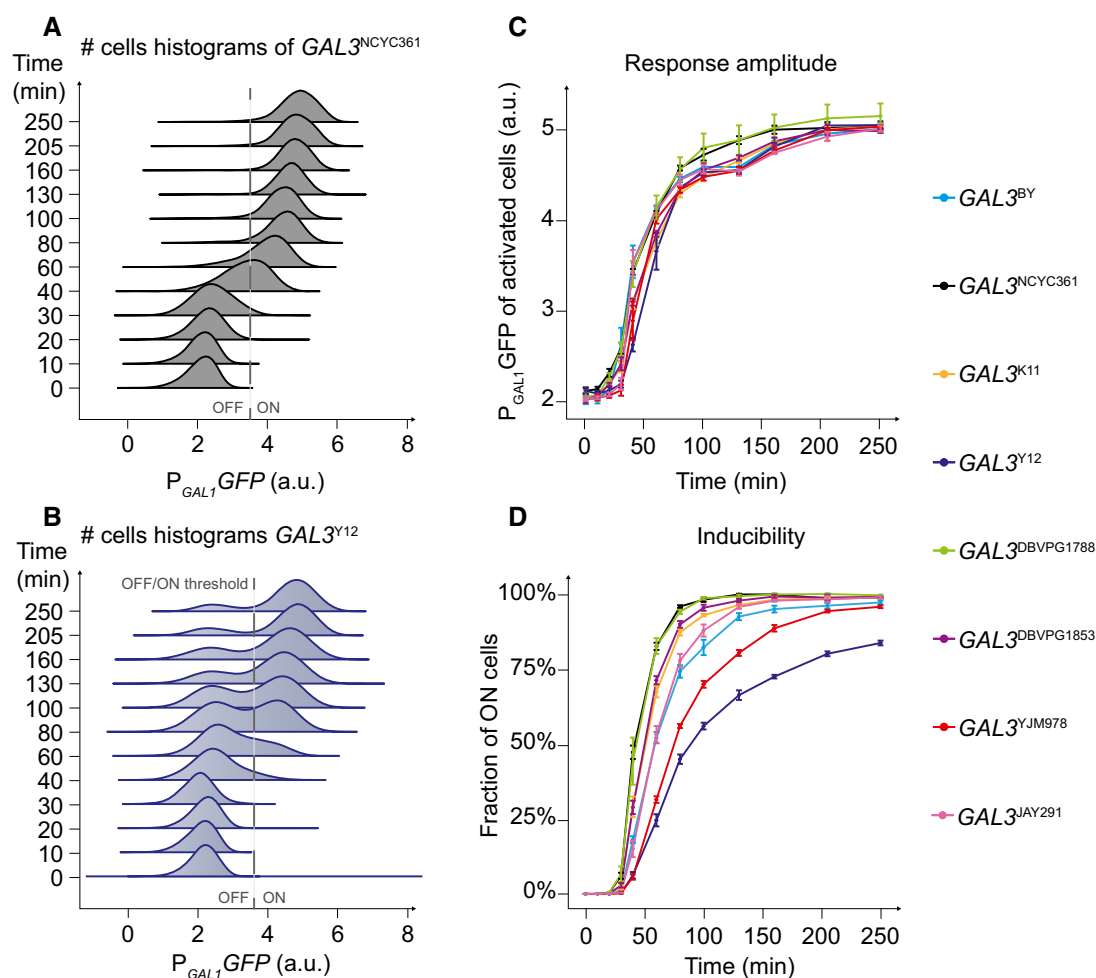 A
# cells histograms of GAL3NCYC361
Time
(min)
250
205
160
130
100
80
60
40
30
20
10
0
OFF ON
0 2 4 6 8
PGAL1GFP (a.u.)
B
# cells histograms GAL3Y12
Time
(min)
OFF/ON threshold
250
205
160
130
100
80
60
40
30
20
10
0
OFF ON
0 2 4 6 8
PGAL1GFP (a.u.)
C
Response amplitude
PGAL1GFP of activated cells (a.u.)
5
4
3
2
0 50 100 150 200 250
Time (min)
D
Inducibility
Fraction of ON cells
100%
75%
50%
25%
0%
0 50 100 150 200 250
Time (min)
GAL3BY
GAL3NCYC361
GAL3K11
GAL3Y12
GAL3DBVPG1788
GAL3DBVPG1853
GAL3YJM978
GAL3JAY291